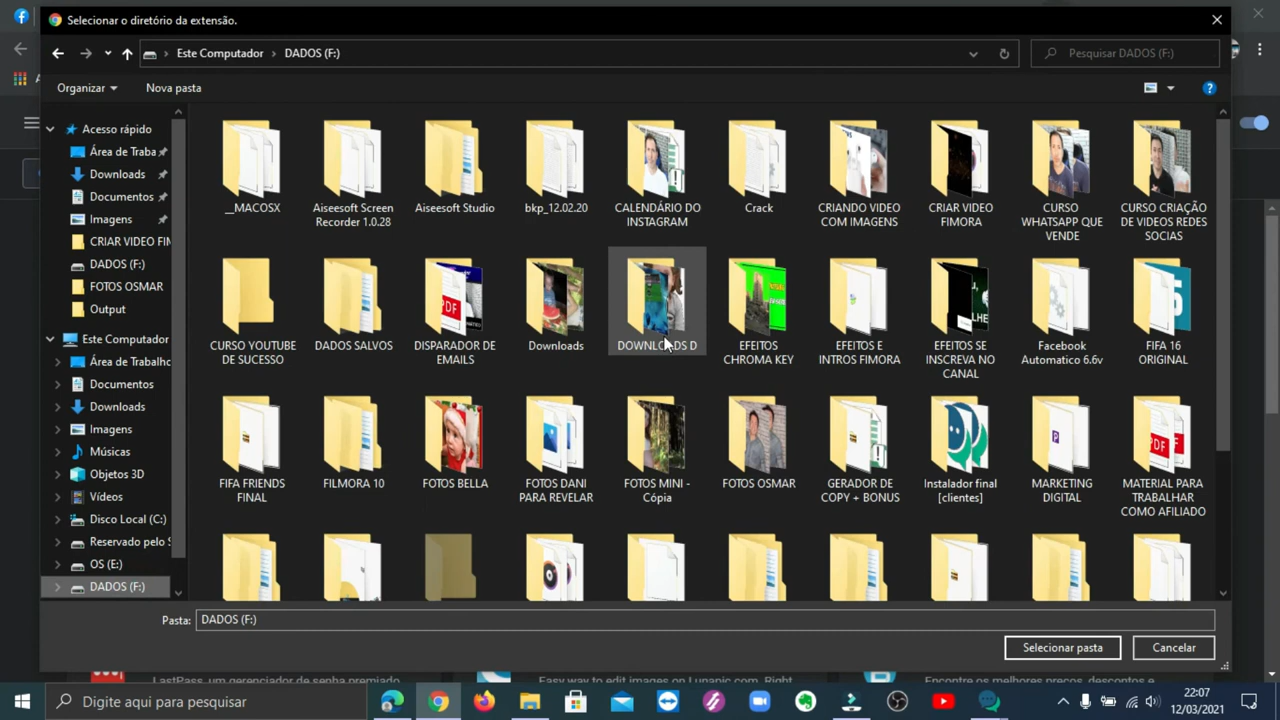 Selecionar o diretório da extensão.
Este Computador
DADOS (F:)
Pesquisar DADOS (F:)
Organizar
Nova pasta
Acesso rápido
Área de Traba
Downloads
Documentos
Imagens
CRIAR VIDEO FIN
DADOS (F:)
FOTOS OSMAR
Output
Este Computador
Área de Trabalho
Documentos
Downloads
Imagens
Músicas
Objetos 3D
Vídeos
Disco Local (C:)
Reservado pelo S
OS (E:)
DADOS (F:)
__MACOSX
Aiseesoft Screen
Recorder 1.0.28
Aiseesoft Studio
bkp_12.02.20
CALENDÁRIO DO
INSTAGRAM
Crack
CRIANDO VIDEO
COM IMAGENS
CRIAR VIDEO
FIMORA
CURSO
WHATSAPP QUE
VENDE
CURSO CRIAÇÃO
DE VIDEOS REDES
SOCIAS
CURSO YOUTUBE
DE SUCESSO
DADOS SALVOS
DISPARADOR DE
EMAILS
Downloads
DOWNLOADS D
EFEITOS
CHROMA KEY
EFEITOS E
INTROS FIMORA
EFEITOS SE
INSCREVA NO
CANAL
Facebook
Automatico 6.6v
FIFA 16
ORIGINAL
FIFA FRIENDS
FINAL
FILMORA 10
FOTOS BELLA
FOTOS DANI
PARA REVELAR
FOTOS MINI -
Cópia
FOTOS OSMAR
GERADOR DE
COPY + BONUS
Instalador final
[clientes]
MARKETING
DIGITAL
MATERIAL PARA
TRABALHAR
COMO AFILIADO
Pasta:
DADOS (F:)
Selecionar pasta
Cancelar
LastPass, um gerenciador de senha premiado
Easy way to edit images on Lunapic.com. Right
Encontre os melhores preços, descontos e
Digite aqui para pesquisar
22:07
12/03/2021